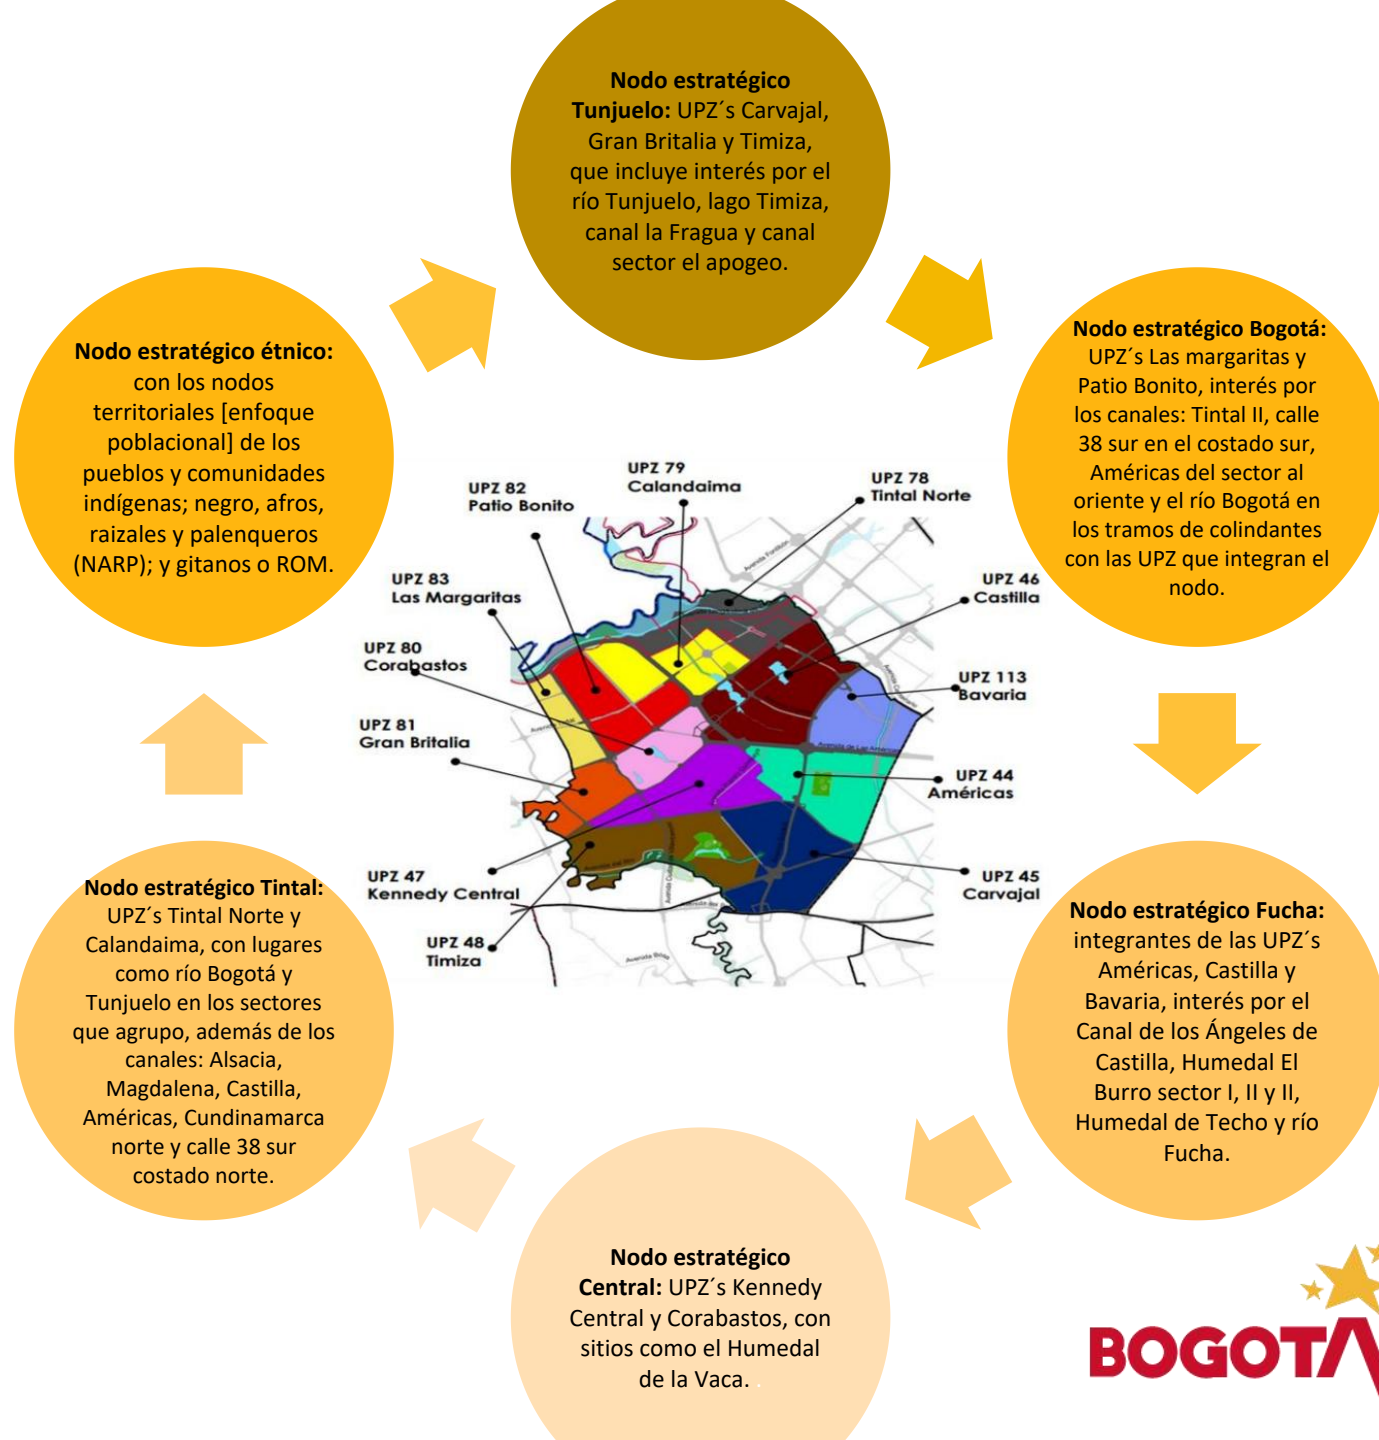 Nodo estratégico
Tunjuelo: UPZ´s Carvajal,
Gran Britalia y Timiza,
que incluye interés por el
río Tunjuelo, lago Timiza,
canal la Fragua y canal
sector el apogeo.
Nodo estratégico Bogotá:
UPZ´s Las margaritas y
Patio Bonito, interés por
los canales: Tintal II, calle
38 sur en el costado sur,
Américas del sector al
oriente y el río Bogotá en
los tramos de colindantes
con las UPZ que integran el
nodo.
Nodo estratégico Fucha:
integrantes de las UPZ´s
Américas, Castilla y
Bavaria, interés por el
Canal de los Ángeles de
Castilla, Humedal El
Burro sector I, II y II,
Humedal de Techo y río
Fucha.
Nodo estratégico
Central: UPZ´s Kennedy
Central y Corabastos, con
sitios como el Humedal
de la Vaca.
Nodo estratégico Tintal:
UPZ´s Tintal Norte y
Calandaima, con lugares
como río Bogotá y
Tunjuelo en los sectores
que agrupo, además de los
canales: Alsacia,
Magdalena, Castilla,
Américas, Cundinamarca
norte y calle 38 sur
costado norte.
Nodo estratégico étnico:
con los nodos
territoriales [enfoque
poblacional] de los
pueblos y comunidades
indígenas; negro, afros,
raizales y palenqueros
(NARP); y gitanos o ROM.
UPZ 79
Calandaima
UPZ 78
Tintal Norte
UPZ 82
Patio Bonito
UPZ 83
Las Margaritas
UPZ 46
Castilla
UPZ 80
Corabastos
UPZ 113
Bavaria
UPZ 81
Gran Britalia
UPZ 44
Américas
UPZ 47
Kennedy Central
UPZ 45
Carvajal
UPZ 48
Timiza
Avenida de Las Américas
Avenida Bosa
BOGOTÁ